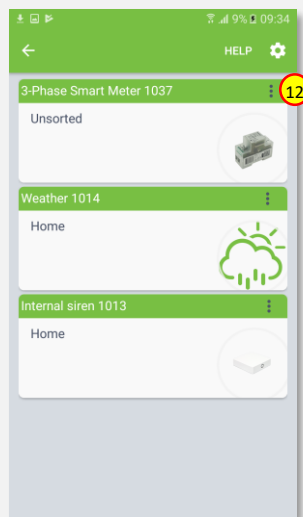 9% 09:34
HELP
3-Phase Smart Meter 1037
12
Unsorted
Weather 1014
Home
Internal siren 1013
Home